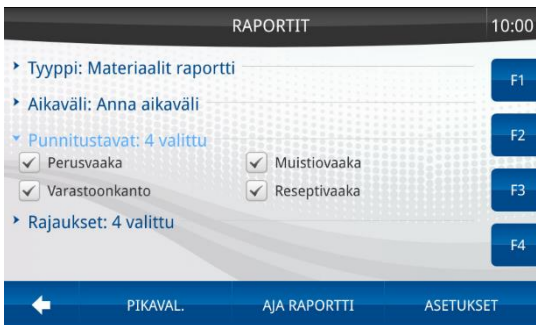 RAPORTIT 10:00
Tyyppi: Materiaalit raportti
F1
Aikaväli: Anna aikaväli
Punnitustavat: 4 valittu
F2
Perusvaaka Muistiovaaka
Varastoonkanto Reseptivaaka
F3
Rajaukset: 4 valittu
F4
PIKAVAL. AJA RAPORTTI ASETUKSET